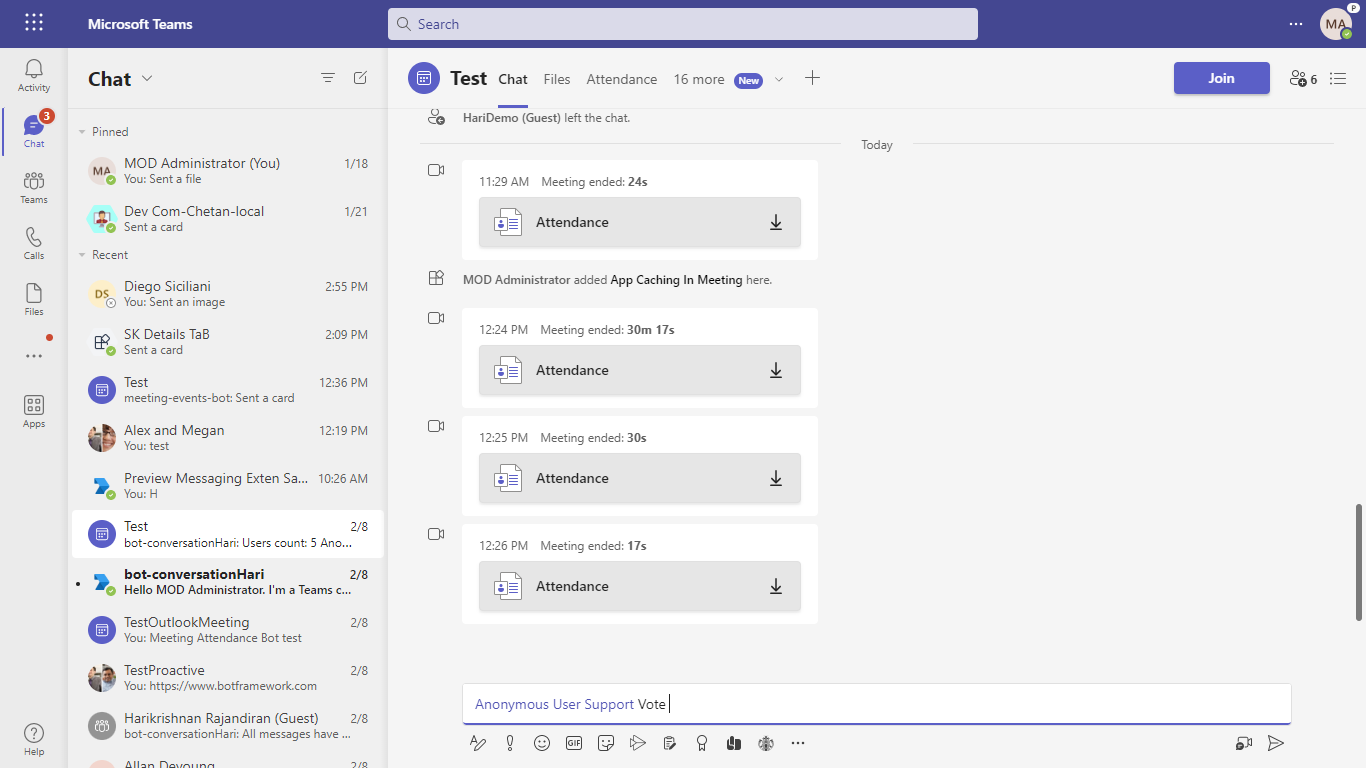 Microsoft Teams
Search
MA
P
Activity
3
Chat
Teams
Calls
Files
Apps
Help
Chat
Pinned
MA
MOD Administrator (You)
1/18
You: Sent a file
Dev Com-Chetan-local
1/21
Sent a card
Recent
DS
Diego Siciliani
2:55 PM
You: Sent an image
SK Details TaB
2:09 PM
Sent a card
Test
12:36 PM
meeting-events-bot: Sent a card
Alex and Megan
12:19 PM
You: test
Preview Messaging Exten Sa...
10:26 AM
You: H
Test
2/8
bot-conversationHari: Users count: 5 Ano...
bot-conversationHari
2/8
Hello MOD Administrator. I'm a Teams c...
TestOutlookMeeting
2/8
You: Meeting Attendance Bot test
TestProactive
2/8
You: https://www.botframework.com
Harikrishnan Rajandiran (Guest)
2/8
bot-conversationHari: All messages have ...
Allan Deyoung
2/8
Test
Chat
Files
Attendance
16 more
New
Join
6
HariDemo (Guest) left the chat.
Today
11:29 AM Meeting ended: 24s
Attendance
MOD Administrator added App Caching In Meeting here.
12:24 PM Meeting ended: 30m 17s
Attendance
12:25 PM Meeting ended: 30s
Attendance
12:26 PM Meeting ended: 17s
Attendance
Anonymous User Support Vote
GIF